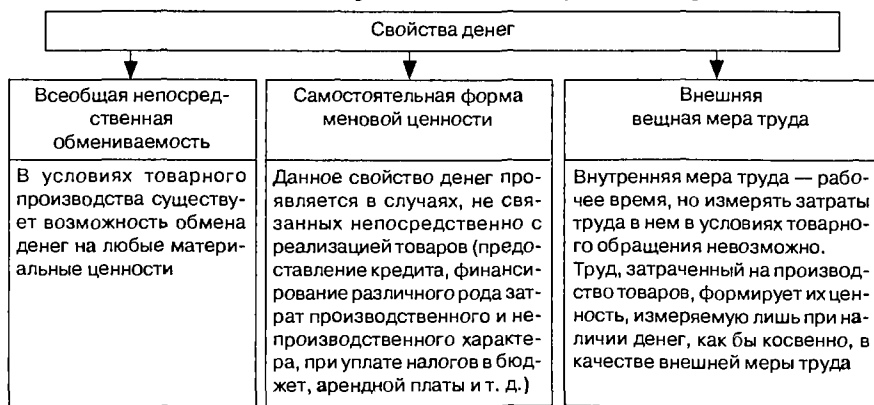 Свойства денег
Всеобщая непосред-
ственная
обмениваемость
В условиях товарного
производства существу-
ет возможность обмена
денег на любые матери-
альные ценности
Самостоятельная форма
меновой ценности
Данное свойство денег про-
является в случаях, не свя-
занных непосредственно с
реализацией товаров (предо-
ставление кредита, финанси-
рование различного рода зат-
рат производственного и не-
производственного характе-
ра, при уплате налогов в бюд-
жет, арендной платы и т. д.)
Внешняя
вещная мера труда
Внутренняя мера труда — рабо-
чее время, но измерять затраты
труда в нем в условиях товарно-
го обращения невозможно.
Труд, затраченный на производ-
ство товаров, формирует их цен-
ность, измеряемую лишь при на-
личии денег, как бы косвенно, в
качестве внешней меры труда